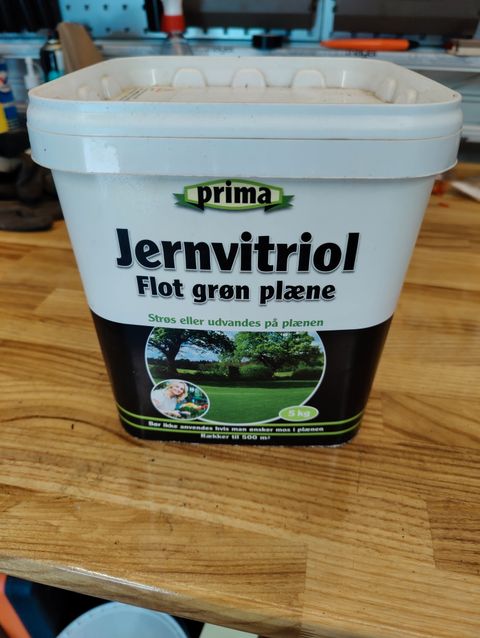 prima
Jernvitriol
Flot grøn plæne
Strøs eller udvandes på plænen
5 kg
Bør ikke anvendes hvis man ønsker mos i plænen
Rækker til 500 m²